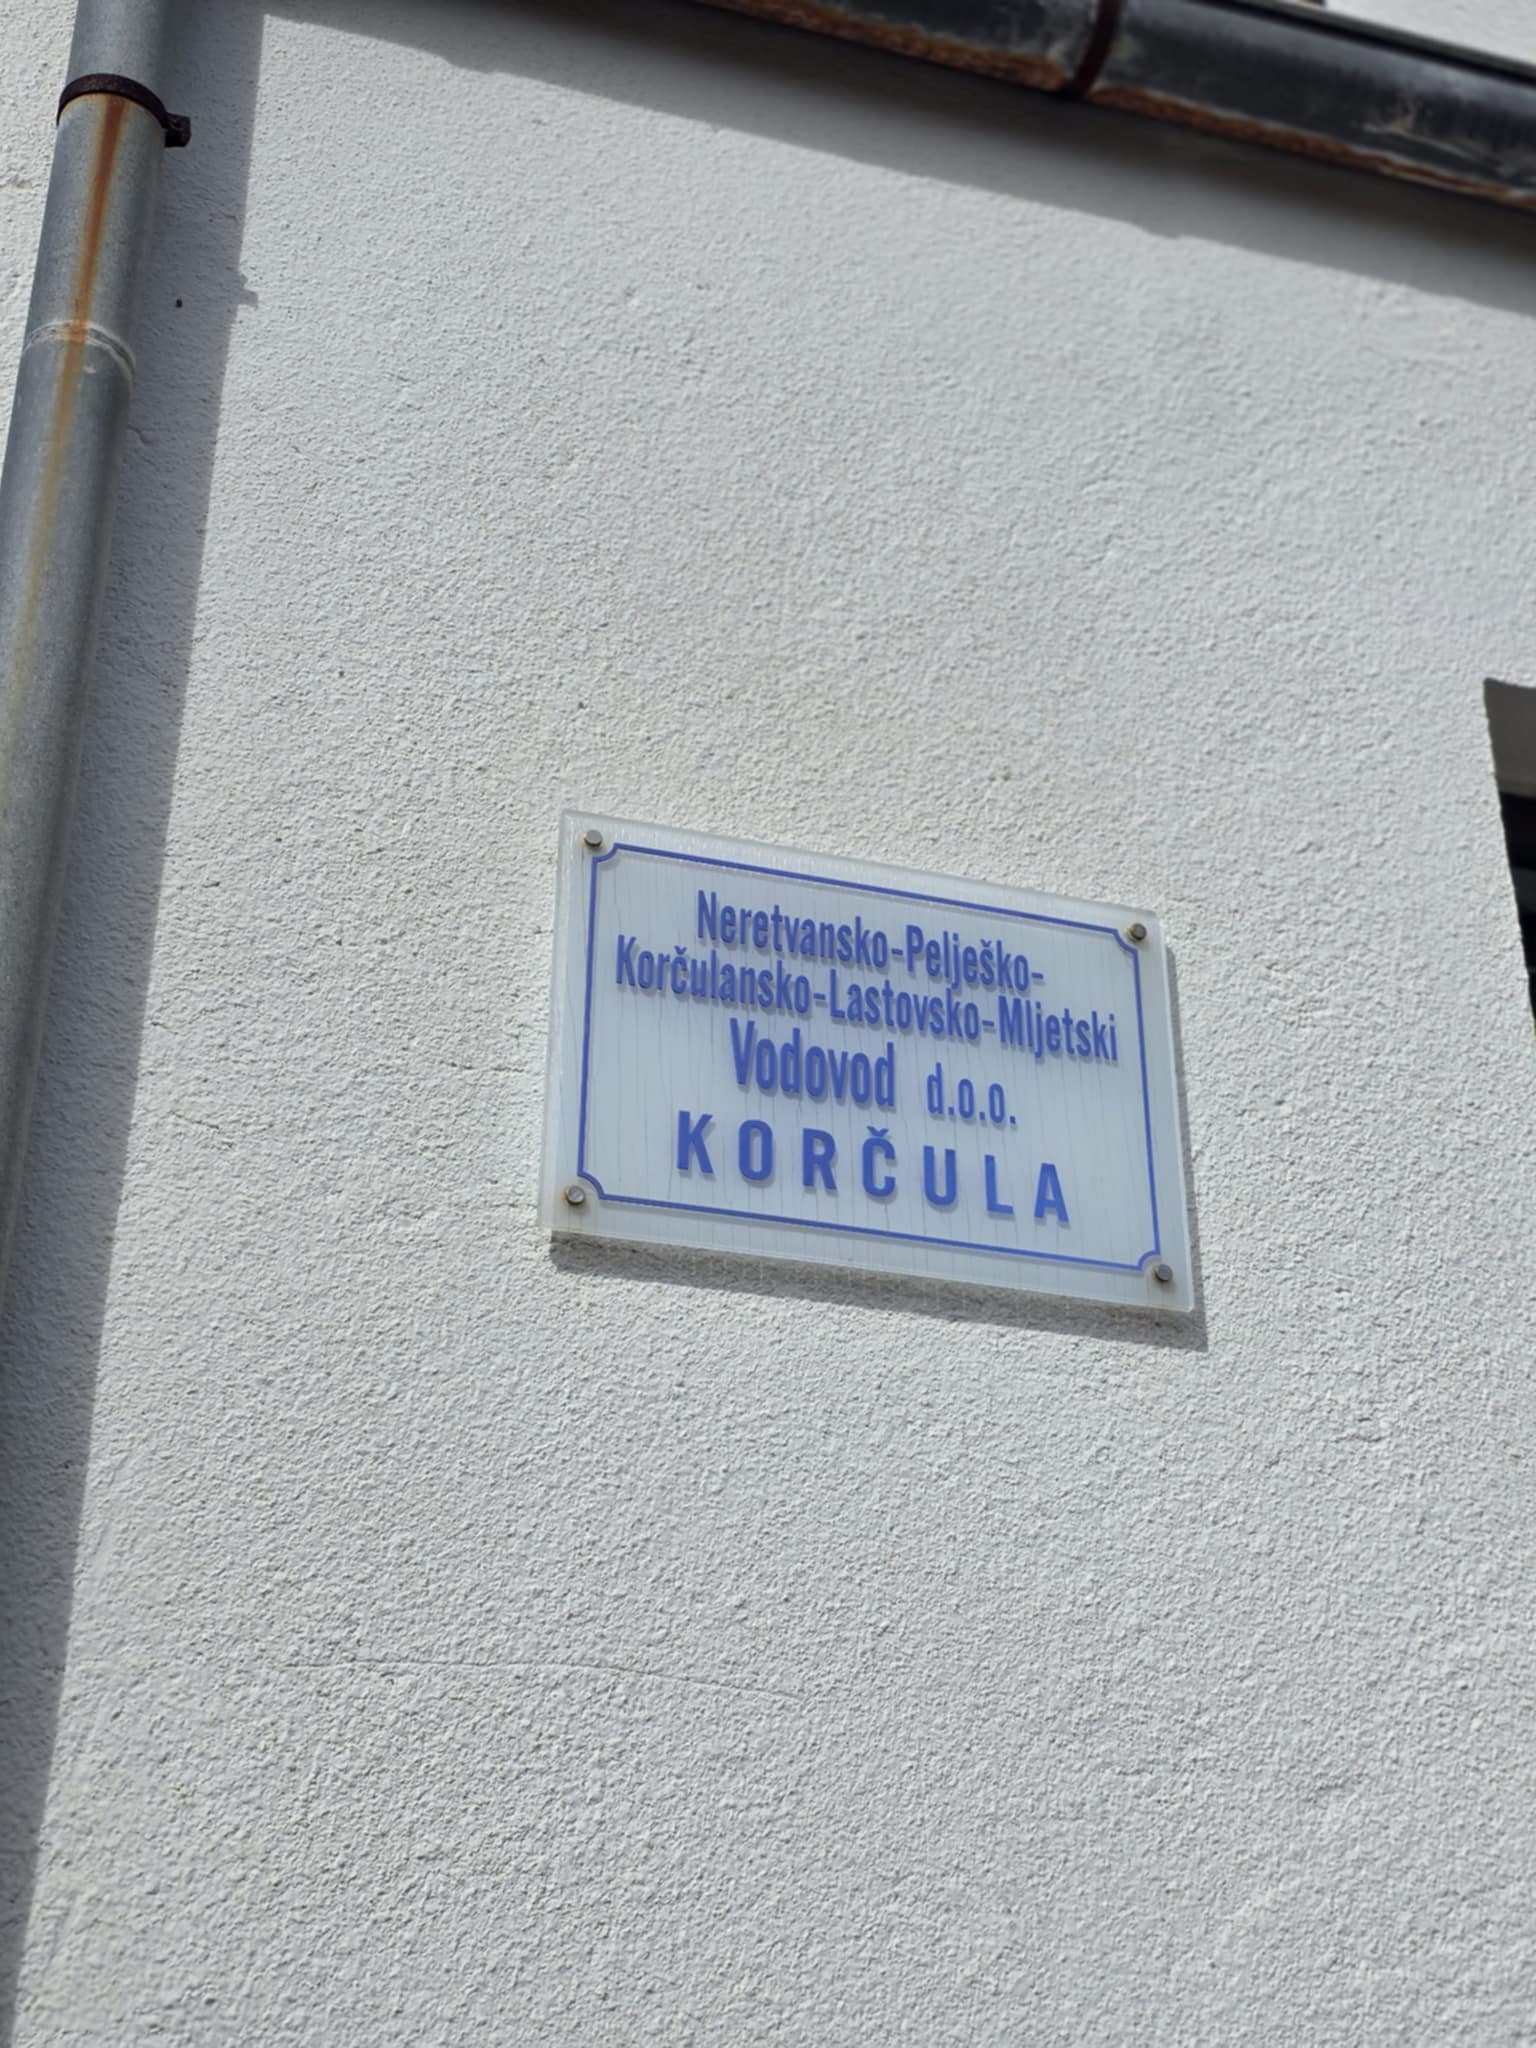 Neretvansko-Pelješko-
Korčulansko-Lastovsko-Mljetski
Vodovod d.o.o.
KORČULA